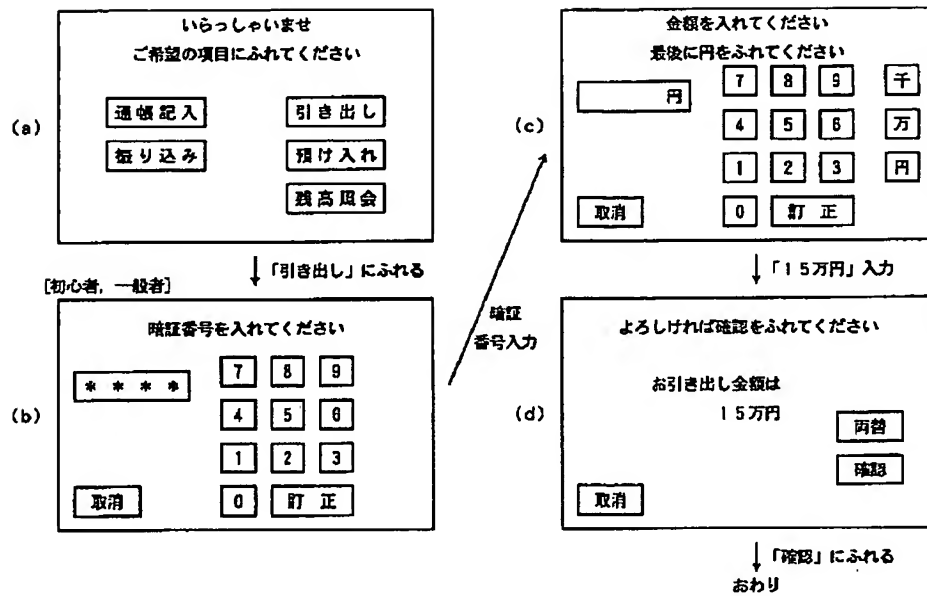 (a)
いらっしゃいませ
ご希望の項目にふれてください
通帳記入 引き出し
振り込み 預け入れ
残高照会
「引き出し」にふれる
[初心者, 一般者]
(b)
暗証番号を入れてください
* * * *
7 8 9
4 5 6
1 2 3
取消 0 訂正
暗証
番号入力
(c)
金額を入れてください
最後に円をふれてください
円
7 8 9 千
4 5 6 万
1 2 3 円
取消 0 訂正
「15万円」入力
(d)
よろしければ確認をふれてください
お引き出し金額は
15万円
両替
確認
取消
「確認」にふれる
おわり